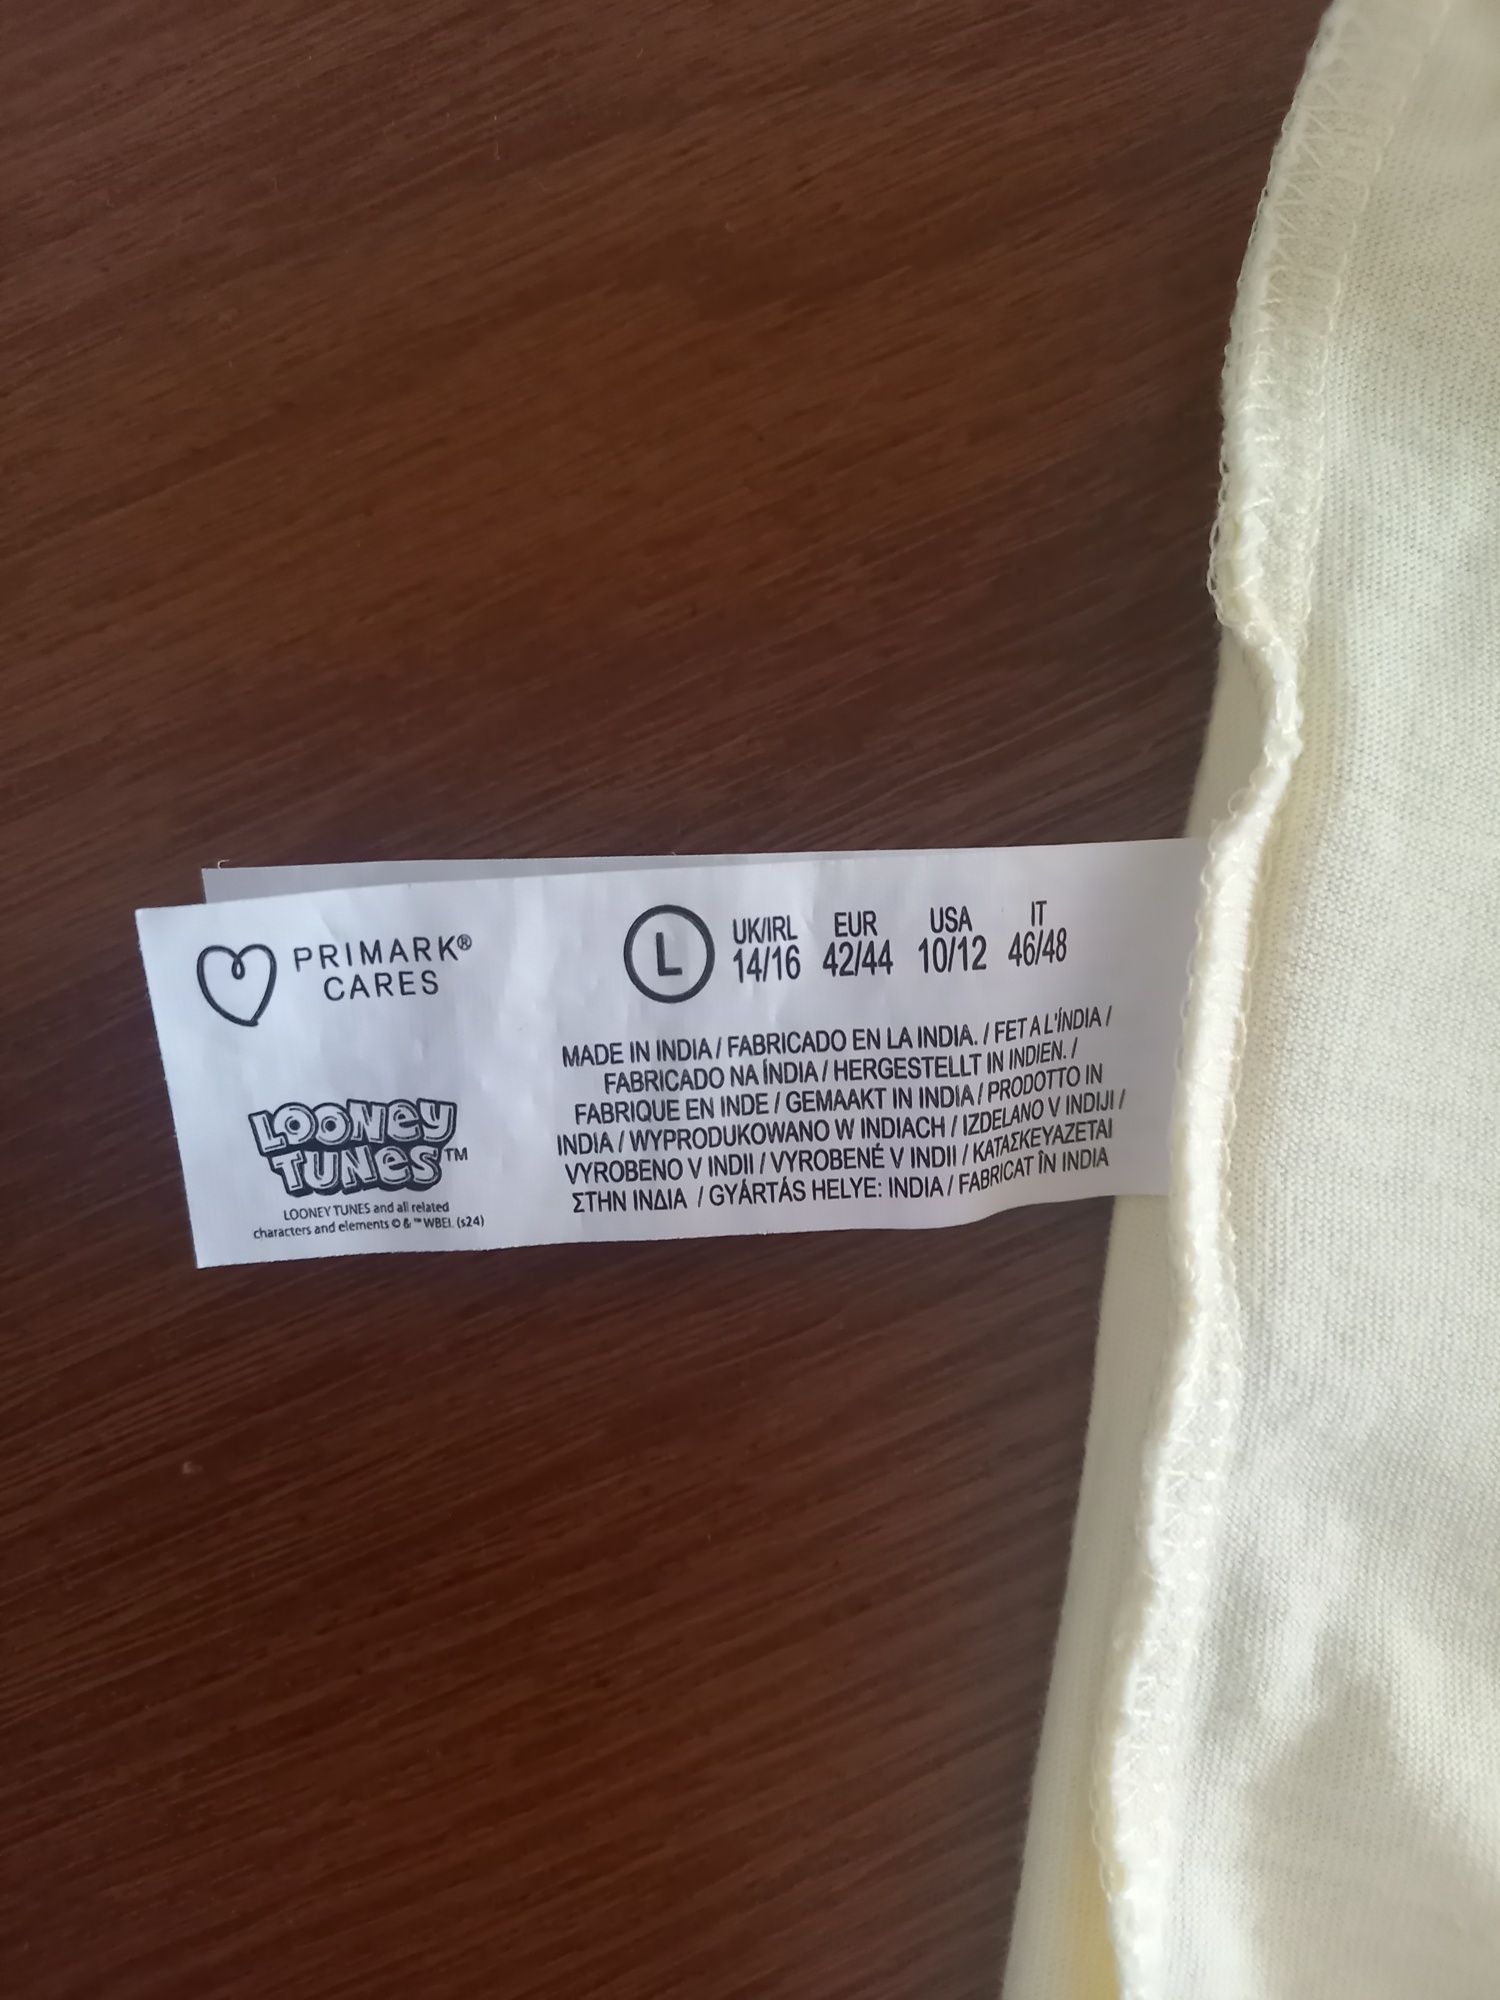 PRIMARK®
CARES
LOONEY
TUNES™
LOONEY TUNES and all related
characters and elements © & ™ WBEI. (s24)
L
UK/IRL EUR USA IT
14/16 42/44 10/12 46/48
MADE IN INDIA / FABRICADO EN LA INDIA. / FET A L'ÍNDIA /
FABRICADO NA ÍNDIA / HERGESTELLT IN INDIEN. /
FABRIQUE EN INDE / GEMAAKT IN INDIA / PRODOTTO IN
INDIA / WYPRODUKOWANO W INDIACH / IZDELANO V INDIJI /
VYROBENO V INDII / VYROBENÉ V INDII / ΚΑΤΑΣΚΕΥΑΖΕΤΑΙ
ΣΤΗΝ ΙΝΔΙΑ / GYÁRTÁS HELYE: INDIA / FABRICAT ÎN INDIA